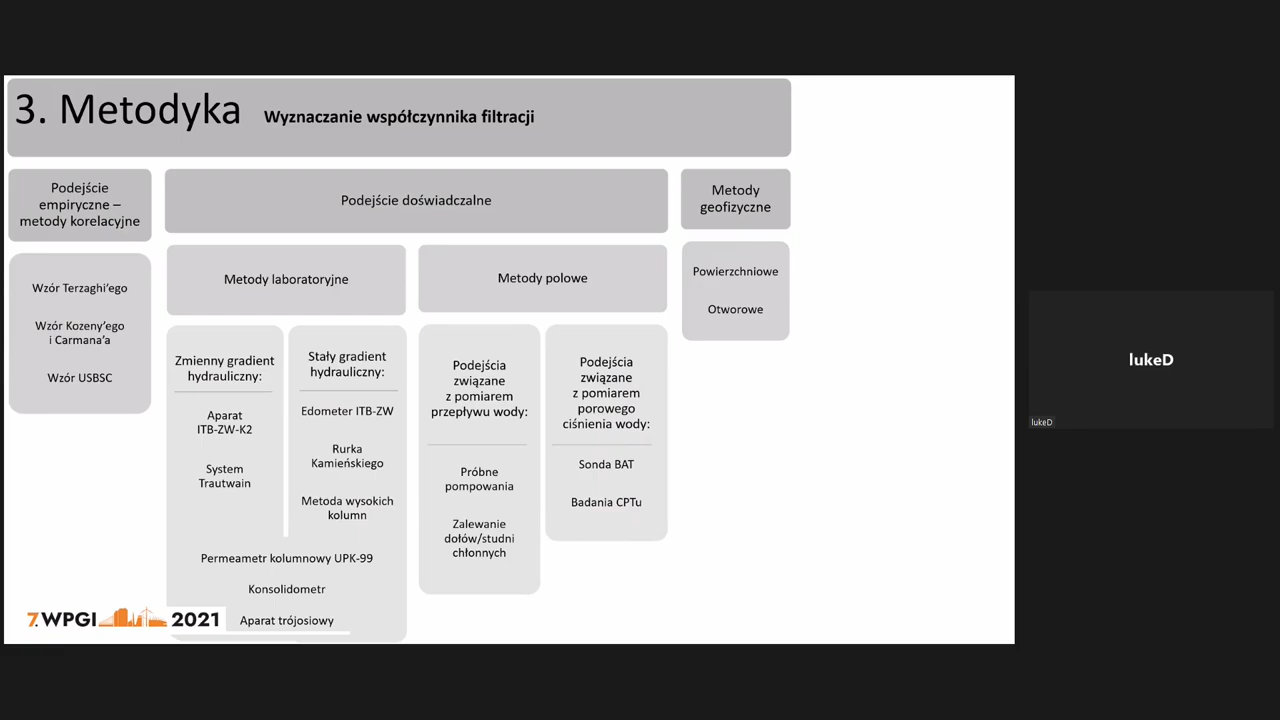 3. Metodyka Wyznaczanie współczynnika filtracji
Podejście
empiryczne –
metody korelacyjne
Wzór Terzaghi’ego
Wzór Kozeny’ego
i Carmana’a
Wzór USBSC
Podejście doświadczalne
Metody laboratoryjne
Zmienny gradient
hydrauliczny:
Aparat
ITB-ZW-K2
System
Trautwain
Stały gradient
hydrauliczny:
Edometer ITB-ZW
Rurka
Kamieńskiego
Metoda wysokich
kolumn
Permeametr kolumnowy UPK-99
Konsolidometr
Aparat trójosiowy
Metody polowe
Podejścia
związane
z pomiarem
przepływu wody:
Próbne
pompowania
Zalewanie
dołów/studni
chłonnych
Podejścia
związane
z pomiarem
porowego
ciśnienia wody:
Sonda BAT
Badania CPTu
Metody
geofizyczne
Powierzchniowe
Otworowe
7.WPGI 2021
lukeD
lukeD